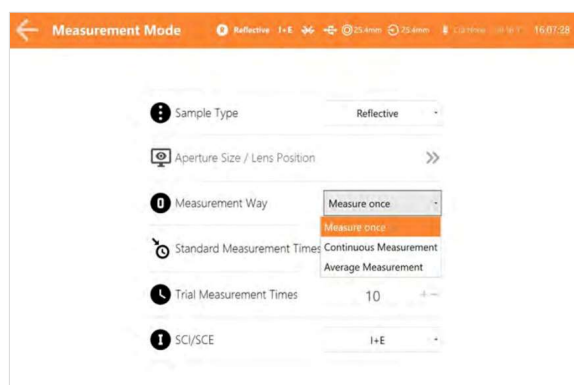 Measurement Mode
Reflective I+E 25.4mm 25.4mm 16:07:28
Sample Type Reflective
Aperture Size / Lens Position
Measurement Way Measure once
Measure once
Continuous Measurement
Standard Measurement Times
Average Measurement
Trial Measurement Times 10
SCI/SCE I+E